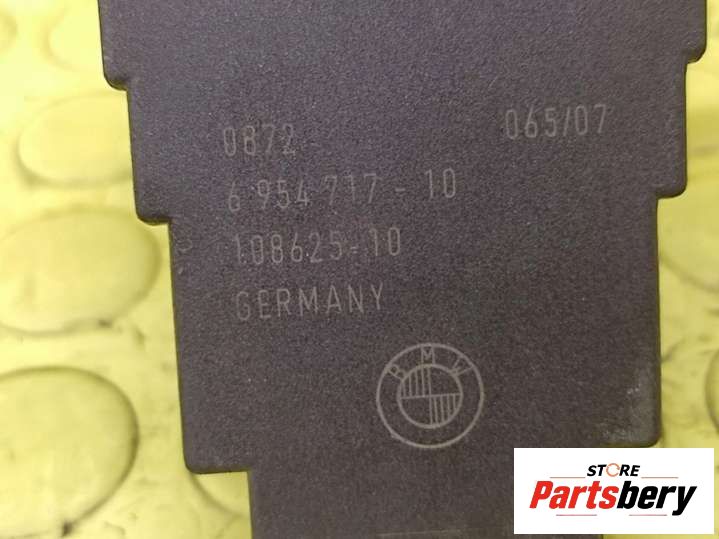 0872 065/07
6 954 717 - 10
108625-10
GERMANY
BMW
STORE
Partsbery